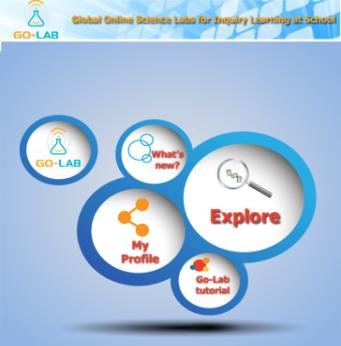 GO-LAB
Global Online Science Labs for Inquiry Learning at School
GO-LAB
What's
new?
Explore
My
Profile
Go-Lab
tutorial